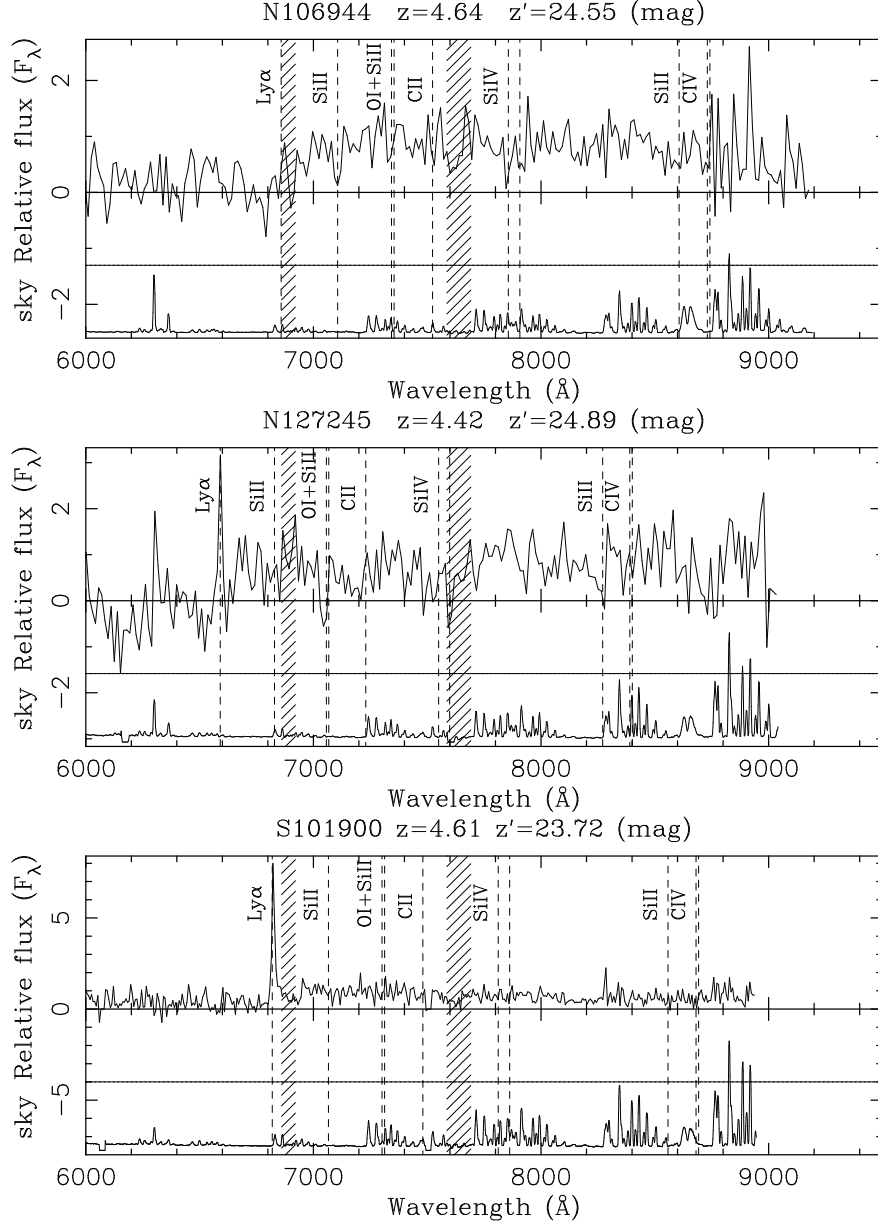 N106944 z=4.64 z'=24.55 (mag)
sky Relative flux (Fλ)
2
0
−2
Lyα
SiII
OI+SiII
CII
SiIV
SiII
CIV
6000 7000 8000 9000
Wavelength (Å)
N127245 z=4.42 z'=24.89 (mag)
sky Relative flux (Fλ)
2
0
−2
Lyα
SiII
OI+SiII
CII
SiIV
SiII
CIV
6000 7000 8000 9000
Wavelength (Å)
S101900 z=4.61 z'=23.72 (mag)
sky Relative flux (Fλ)
5
0
−5
Lyα
SiII
OI+SiII
CII
SiIV
SiII
CIV
6000 7000 8000 9000
Wavelength (Å)